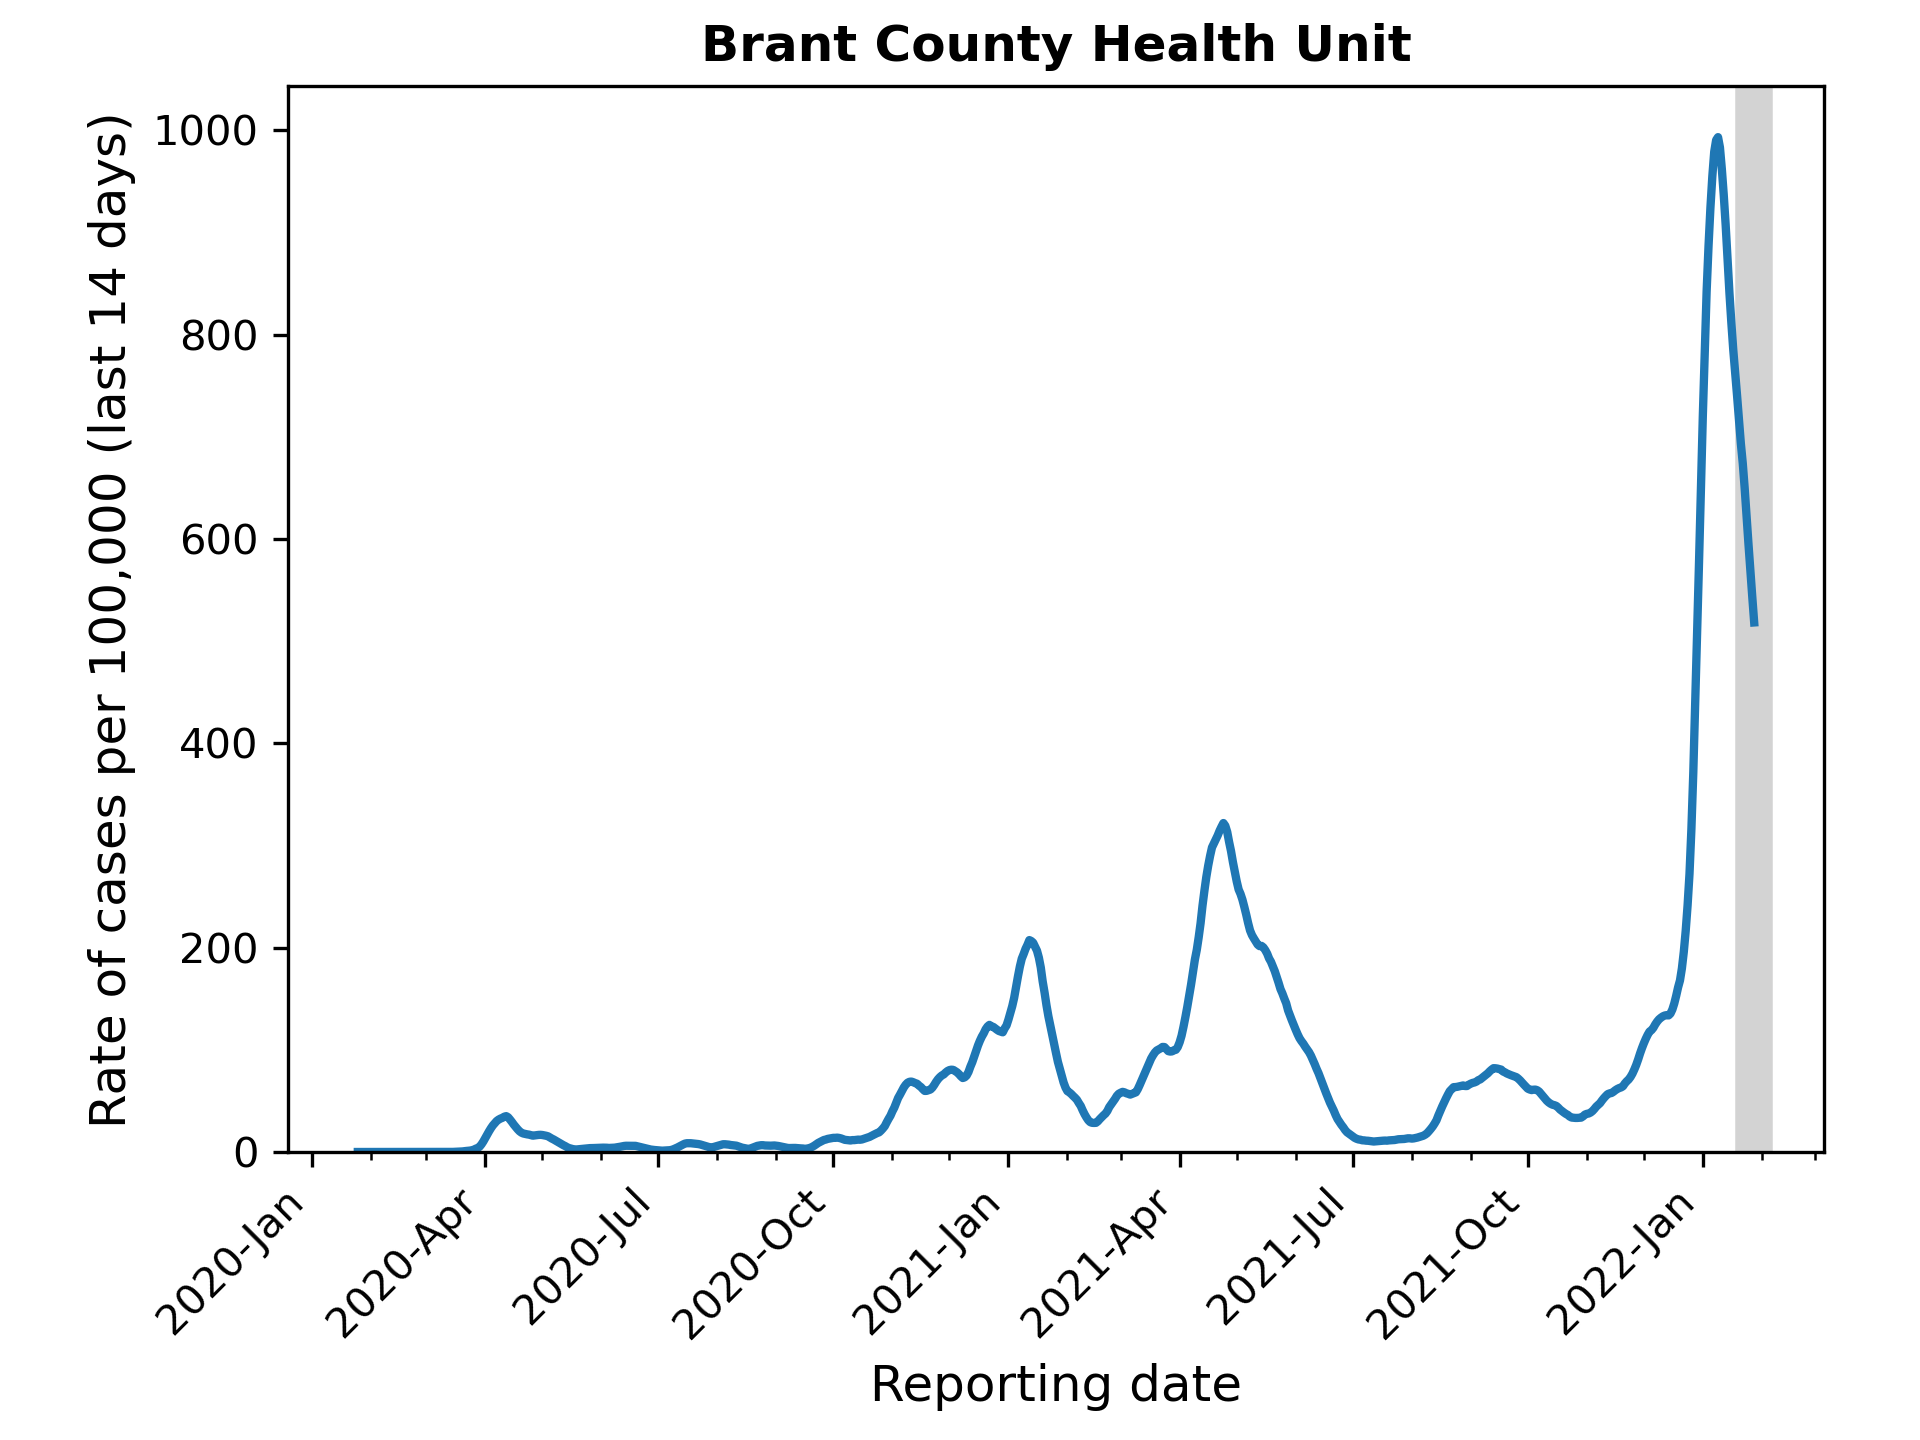 Brant County Health Unit
Rate of cases per 100,000 (last 14 days)
1000
800
600
400
200
0
2020-Jan
2020-Apr
2020-Jul
2020-Oct
2021-Jan
2021-Apr
2021-Jul
2021-Oct
2022-Jan
Reporting date